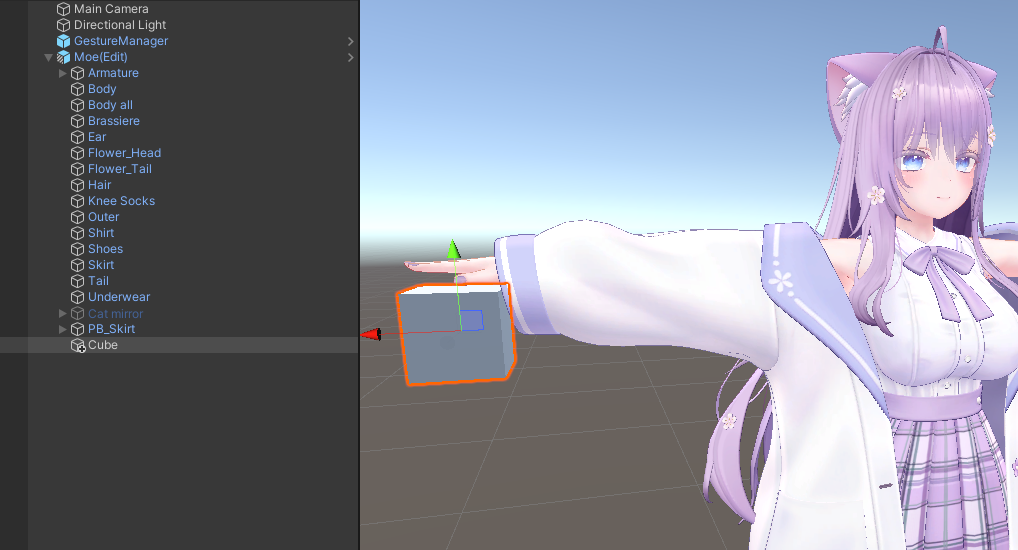 Main Camera
Directional Light
GestureManager
Moe(Edit)
Armature
Body
Body all
Brassiere
Ear
Flower_Head
Flower_Tail
Hair
Knee Socks
Outer
Shirt
Shoes
Skirt
Tail
Underwear
Cat mirror
PB_Skirt
Cube